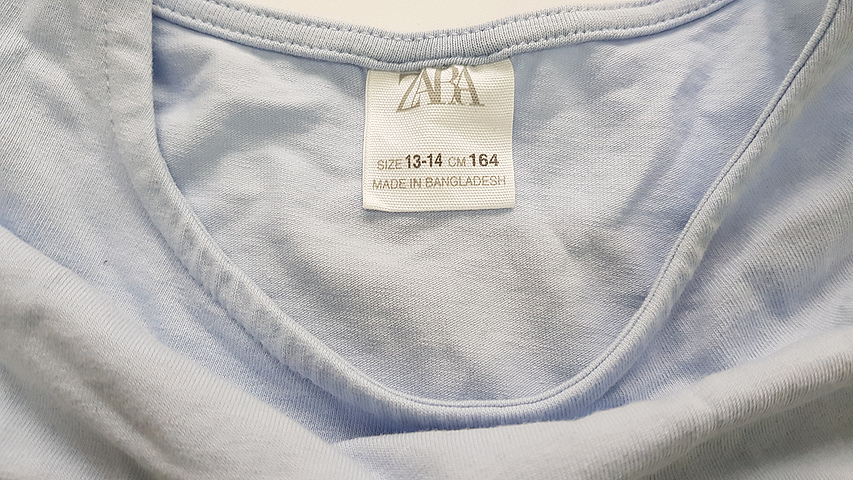 ZARA
SIZE 13-14 CM 164
MADE IN BANGLADESH